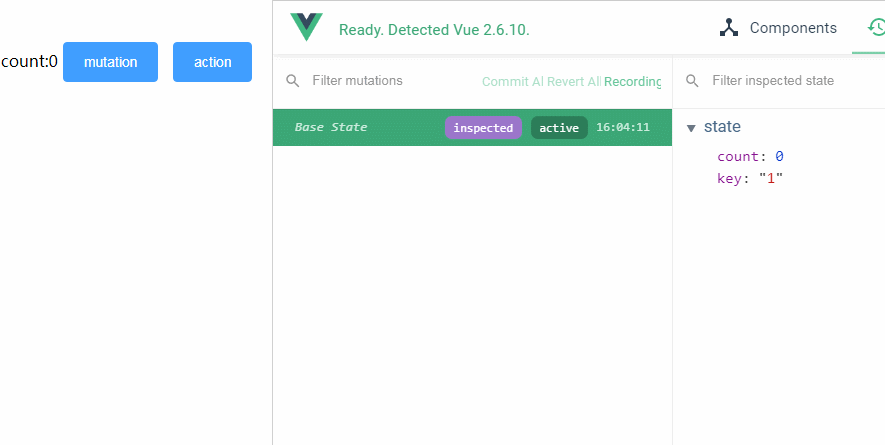 count:0 mutation action
Ready. Detected Vue 2.6.10.
Components
Filter mutations
Commit Al Revert All Recording
Filter inspected state
Base State inspected active 16:04:11
state
count: 0
key: "1"